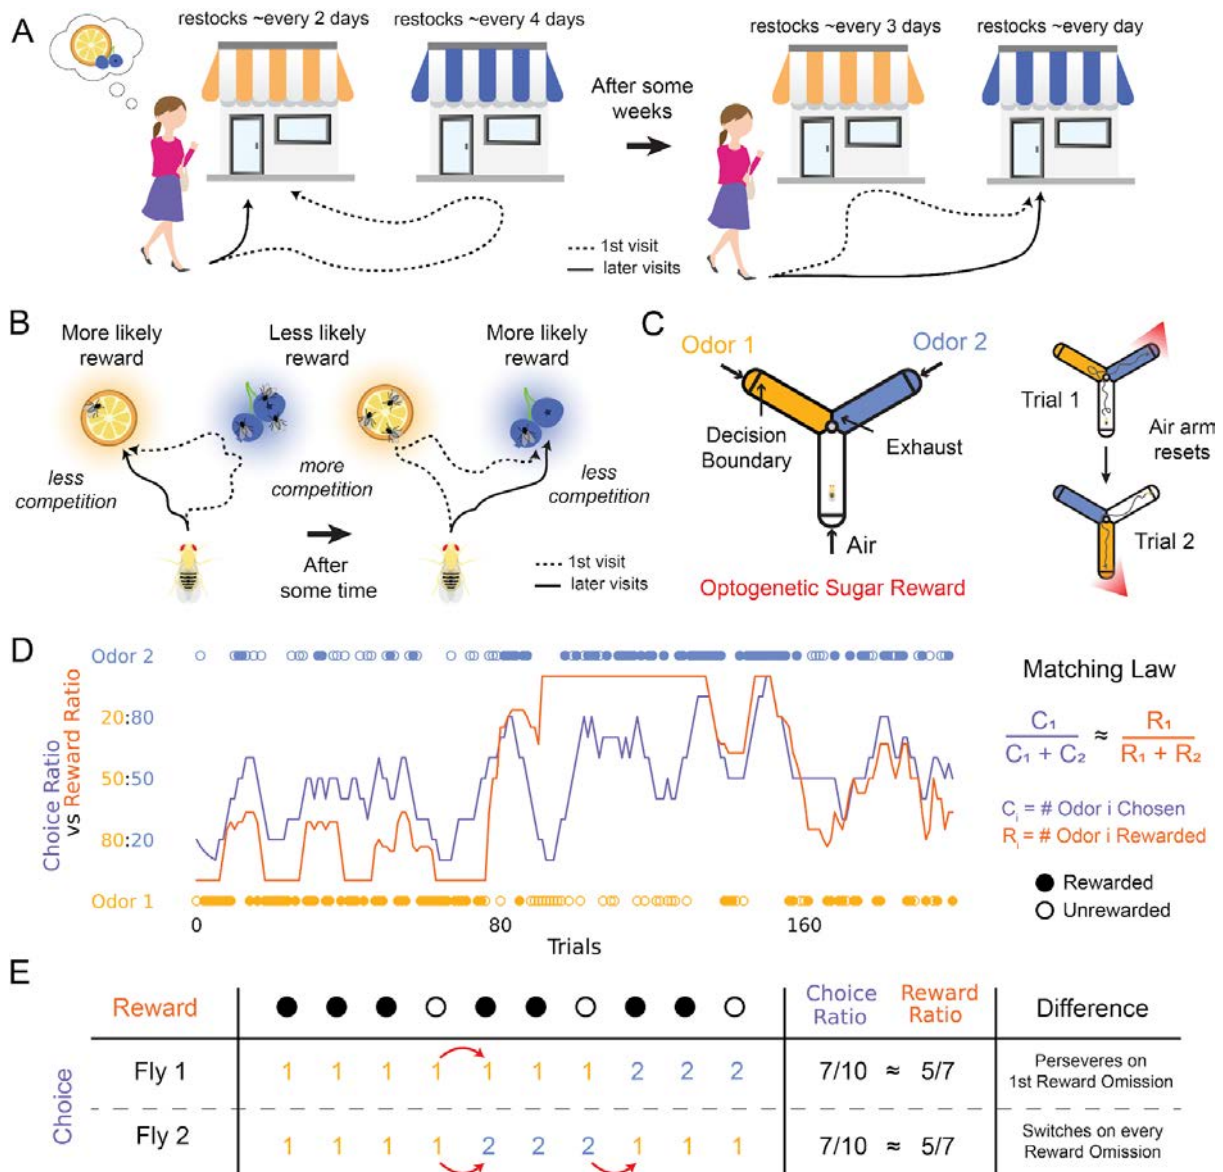 A
restocks ~every 2 days
restocks ~every 4 days
After some
weeks
restocks ~every 3 days
restocks ~every day
1st visit
later visits
B
More likely
reward
Less likely
reward
More likely
reward
less
competition
more
competition
less
competition
After
some time
1st visit
later visits
C
Odor 1
Odor 2
Decision
Boundary
Exhaust
Air
Optogenetic Sugar Reward
Trial 1
Air arm
resets
Trial 2
D
Choice Ratio
vs Reward Ratio
Odor 2
20:80
50:50
80:20
Odor 1
0
80
160
Trials
Matching Law
C₁
C₁ + C₂
≈
R₁
R₁ + R₂
Cᵢ = # Odor i Chosen
Rᵢ = # Odor i Rewarded
Rewarded
Unrewarded
E
Reward
Choice Ratio
Reward Ratio
Difference
Choice
Fly 1
1 1 1 1 1 1 1 2 2 2
7/10 ≈ 5/7
Perseveres on
1st Reward Omission
Fly 2
1 1 1 1 2 2 2 1 1 1
7/10 ≈ 5/7
Switches on every
Reward Omission